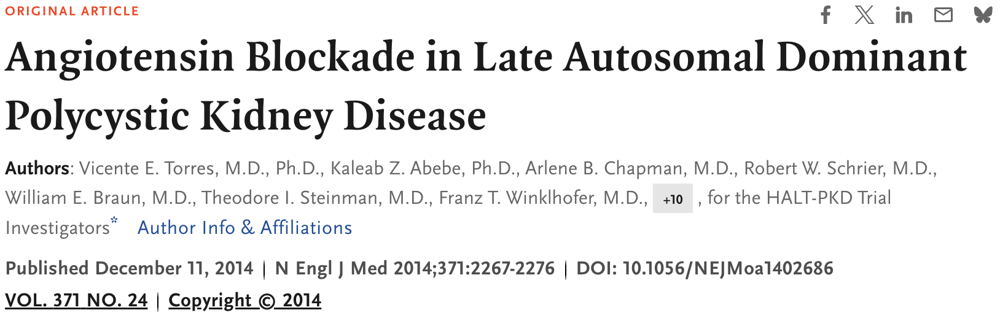 ORIGINAL ARTICLE
Angiotensin Blockade in Late Autosomal Dominant
Polycystic Kidney Disease
Authors: Vicente E. Torres, M.D., Ph.D., Kaleab Z. Abebe, Ph.D., Arlene B. Chapman, M.D., Robert W. Schrier, M.D.,
William E. Braun, M.D., Theodore I. Steinman, M.D., Franz T. Winklhofer, M.D., +10 , for the HALT-PKD Trial
Investigators* Author Info & Affiliations
Published December 11, 2014 | N Engl J Med 2014;371:2267-2276 | DOI: 10.1056/NEJMoa1402686
VOL. 371 NO. 24 | Copyright © 2014